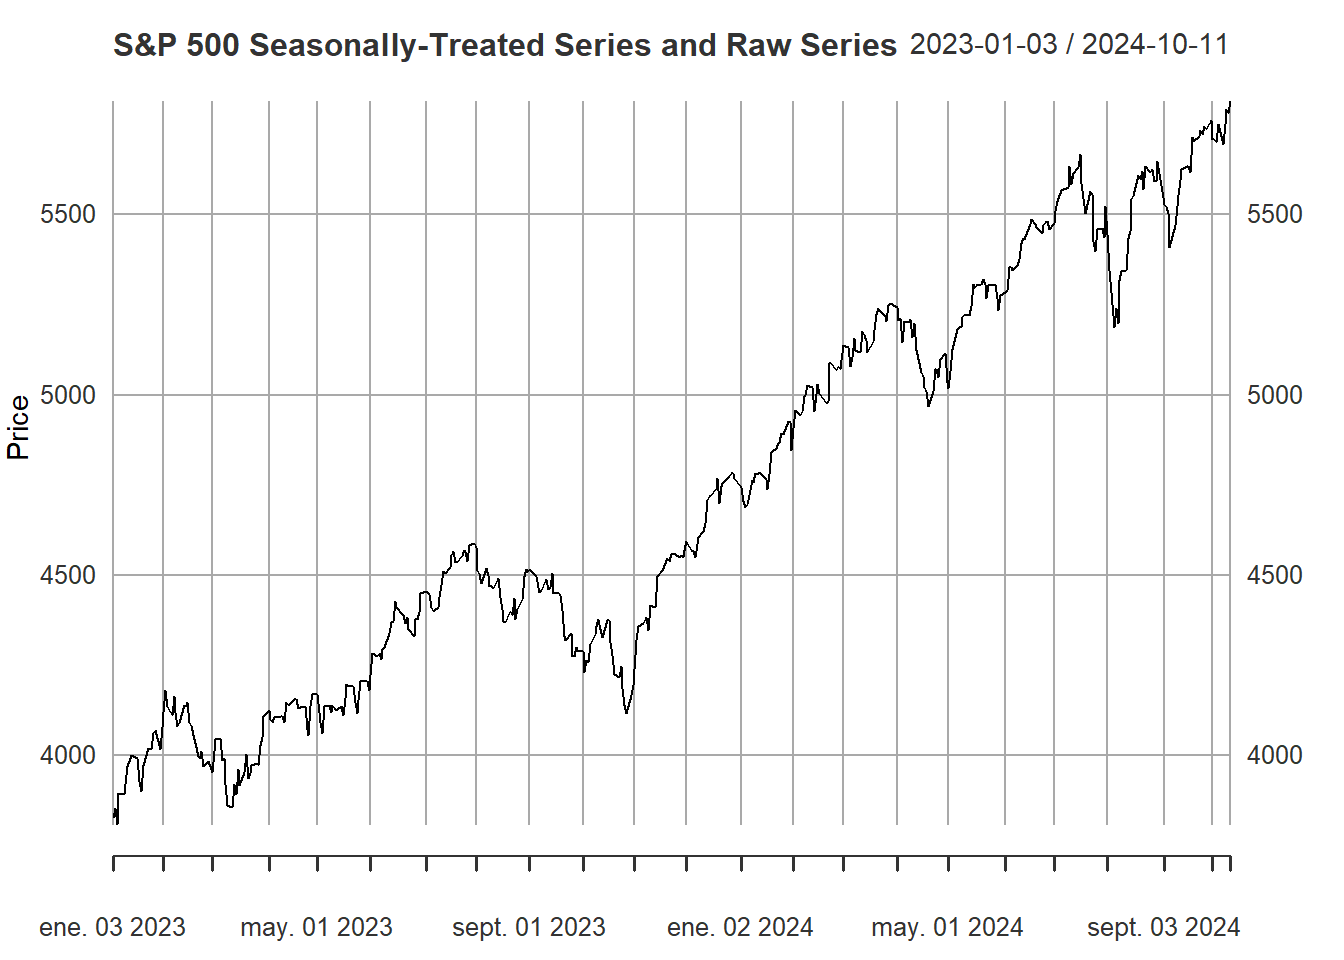 S&P 500 Seasonally-Treated Series and Raw Series 2023-01-03 / 2024-10-11
Price
5500 5500
5000 5000
4500 4500
4000 4000
ene. 03 2023 may. 01 2023 sept. 01 2023 ene. 02 2024 may. 01 2024 sept. 03 2024